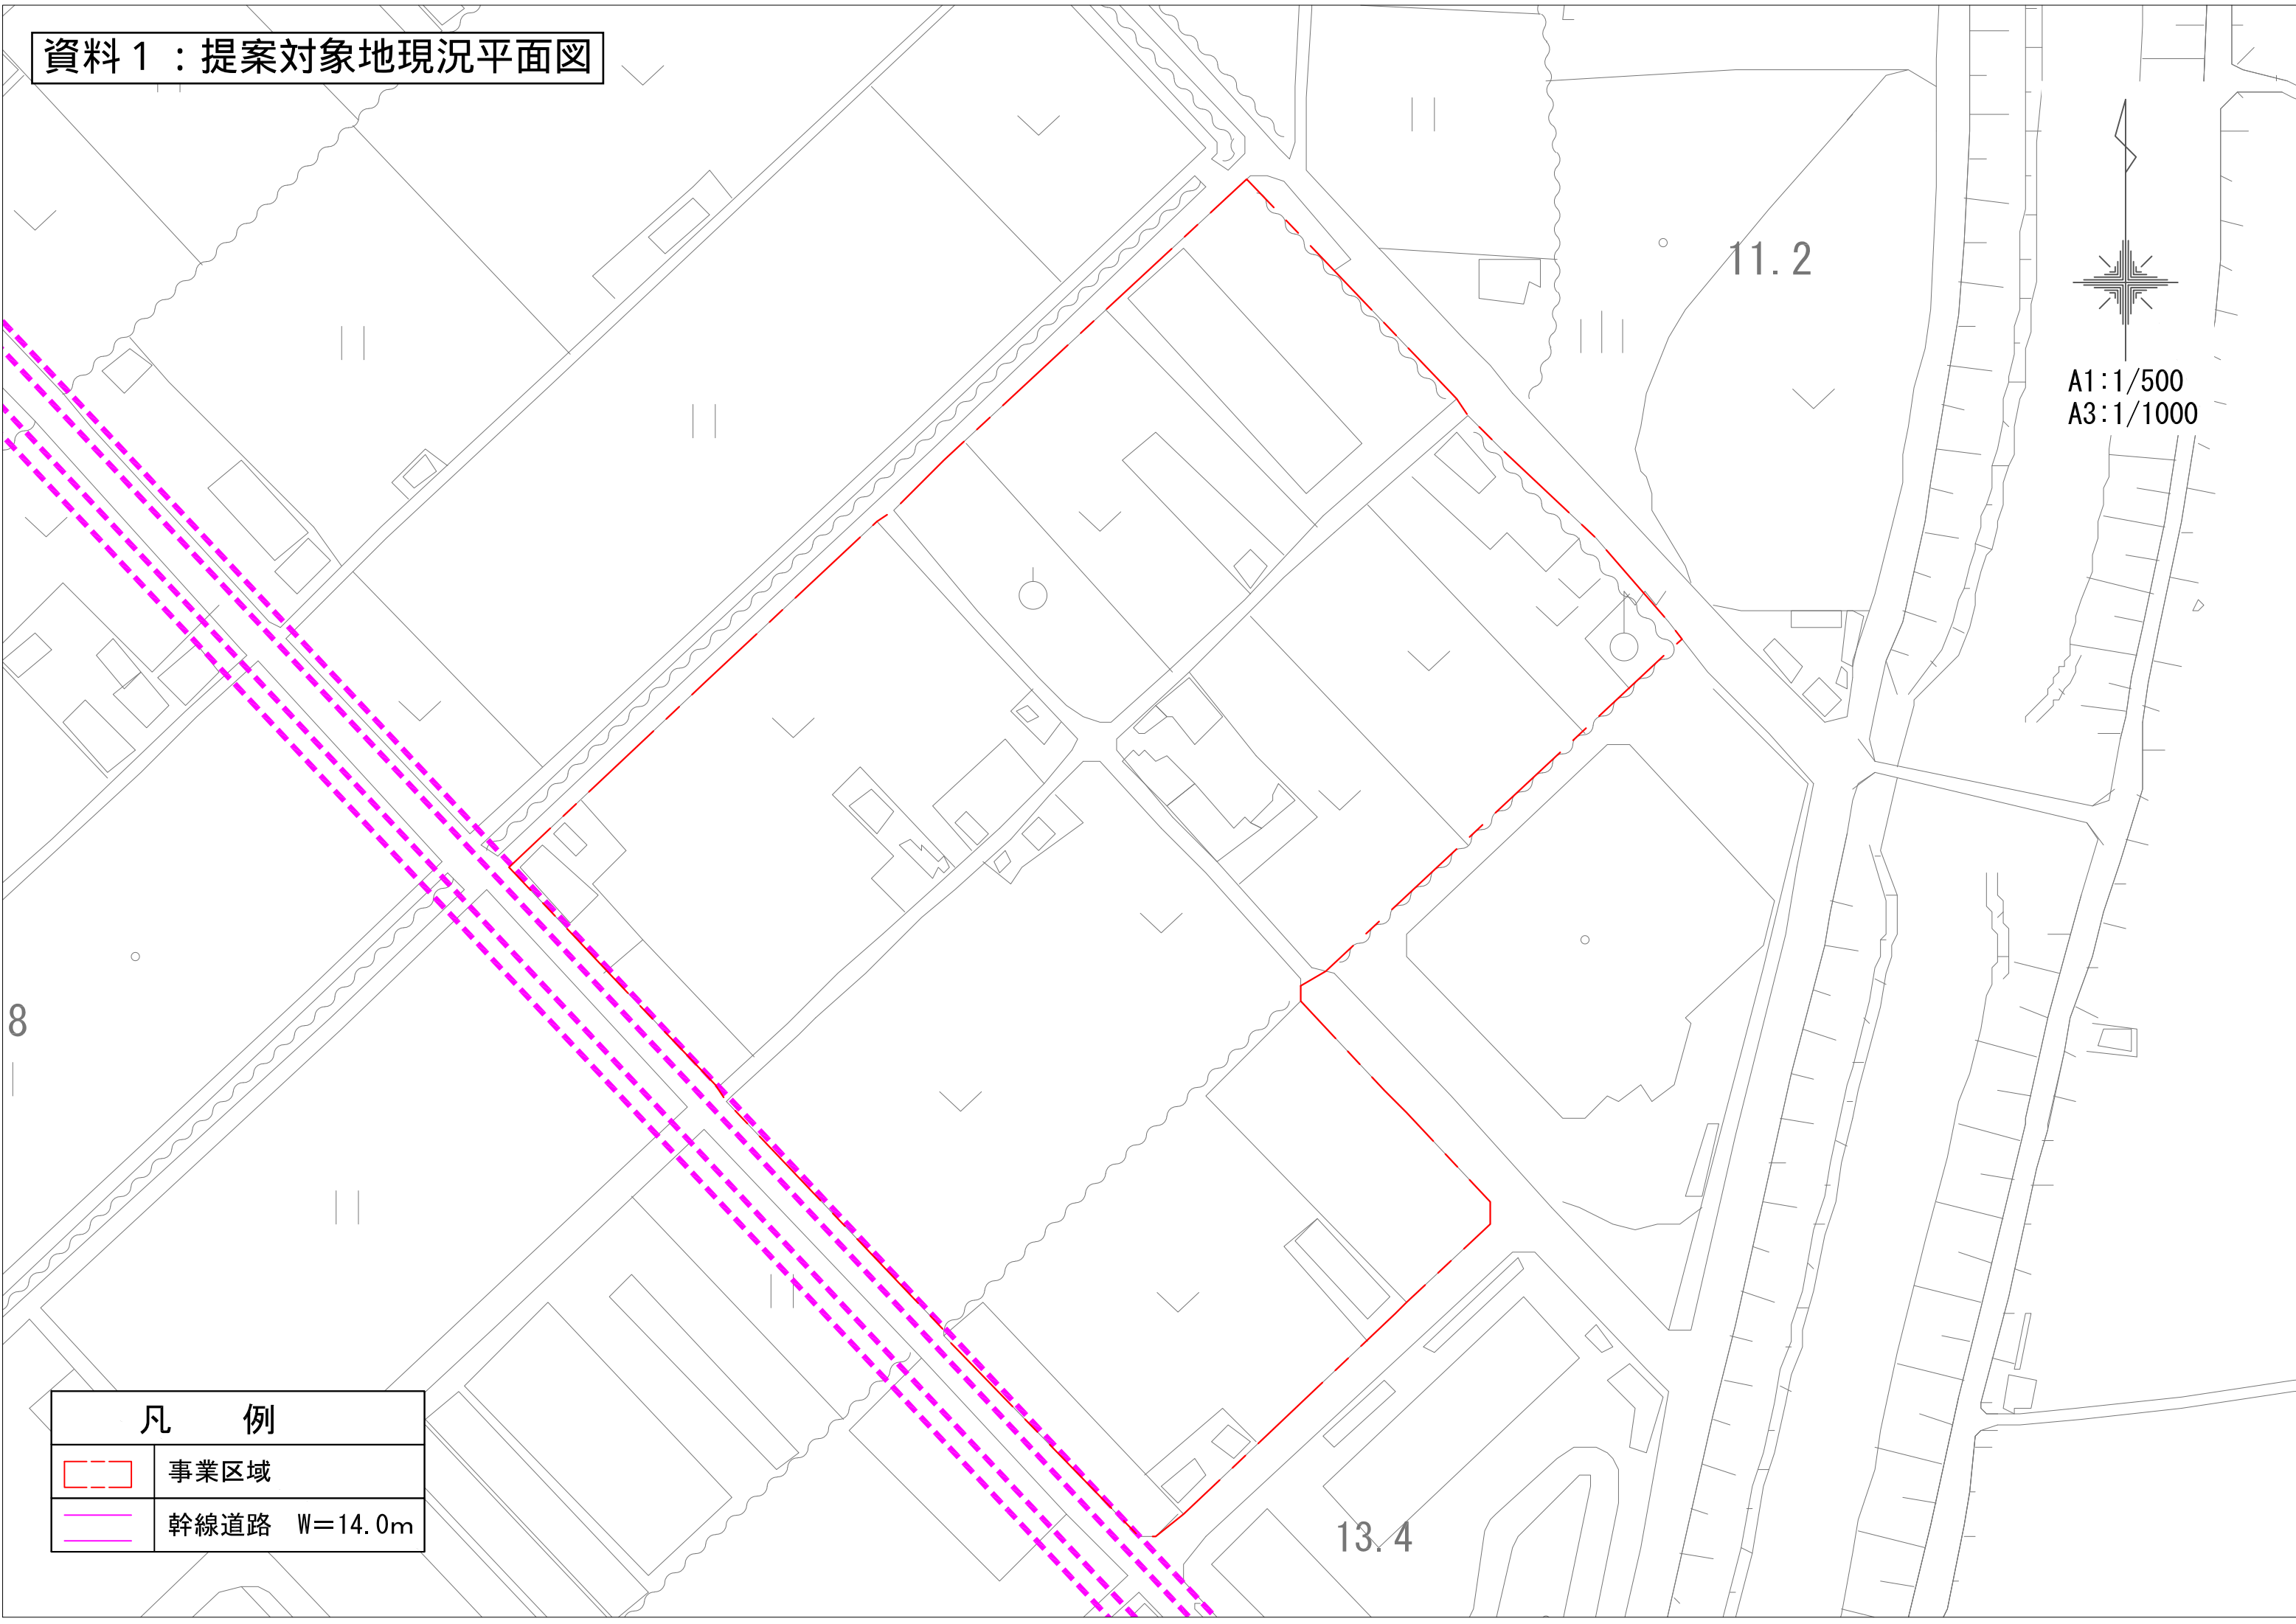 資料１：提案対象地現況平面図
11.2
A1:1/500
A3:1/1000
8
13.4
凡　例
事業区域
幹線道路　W＝14.0m